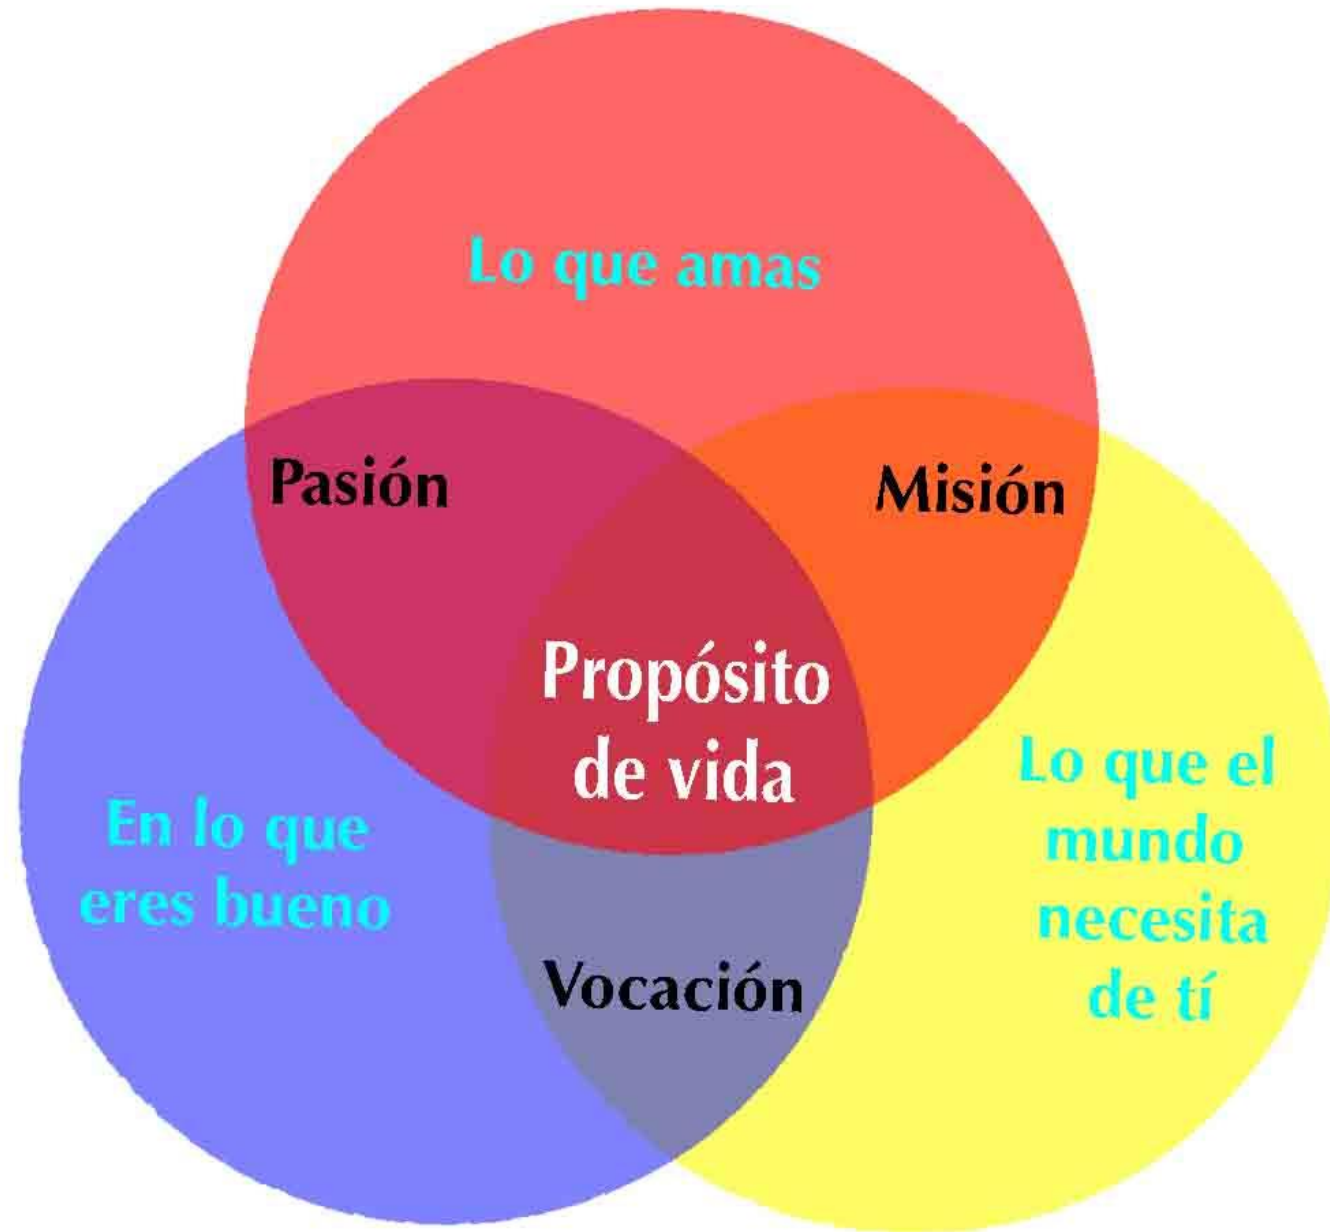 Lo que amas
Pasión
Misión
Propósito
de vida
En lo que
eres bueno
Lo que el
mundo
necesita
de tí
Vocación